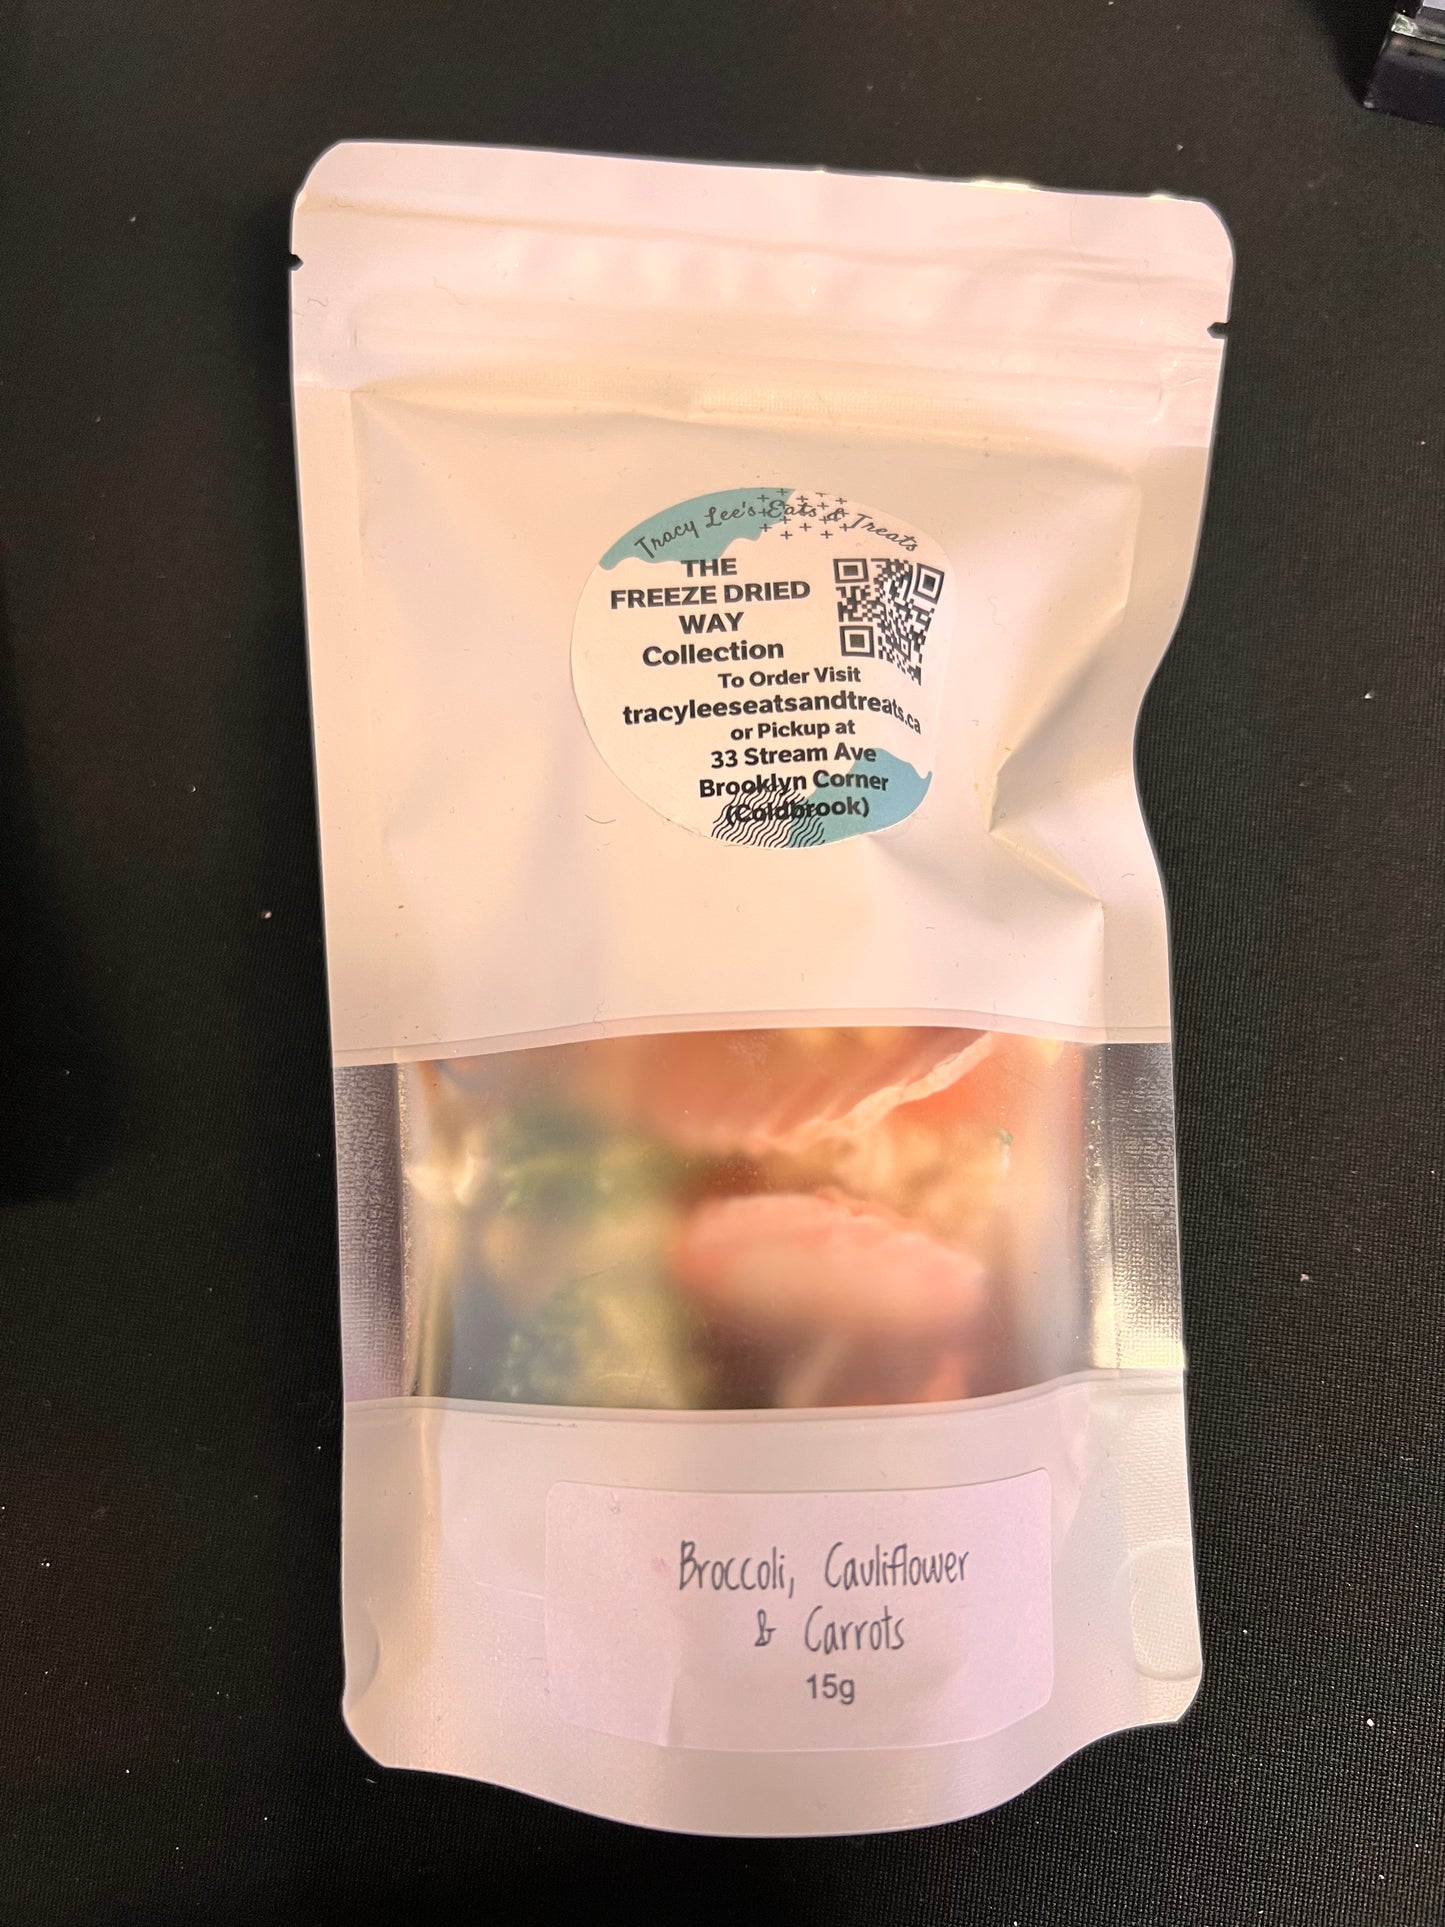 Tracy Lee's Eats & Treats
THE
FREEZE DRIED
WAY
Collection
To Order Visit
tracyleeseatsandtreats.ca
or Pickup at
33 Stream Ave
Brooklyn Corner
(Coldbrook)
Broccoli, Cauliflower
& Carrots
15g